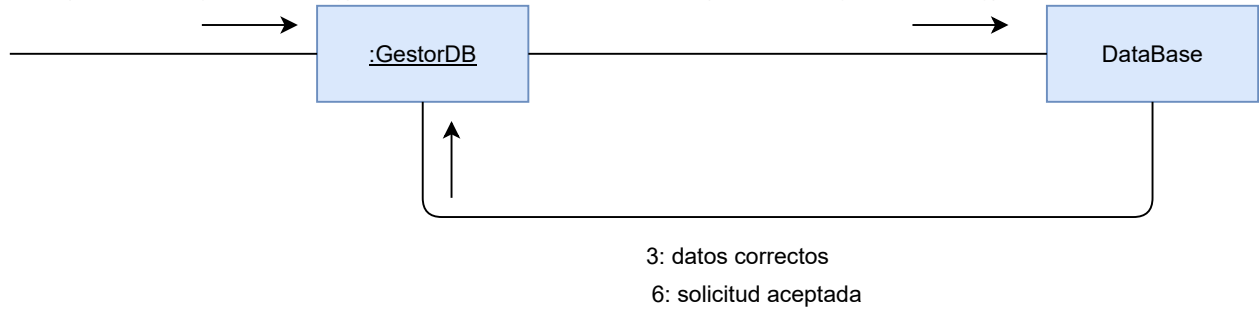 :GestorDB
DataBase
3: datos correctos
6: solicitud aceptada